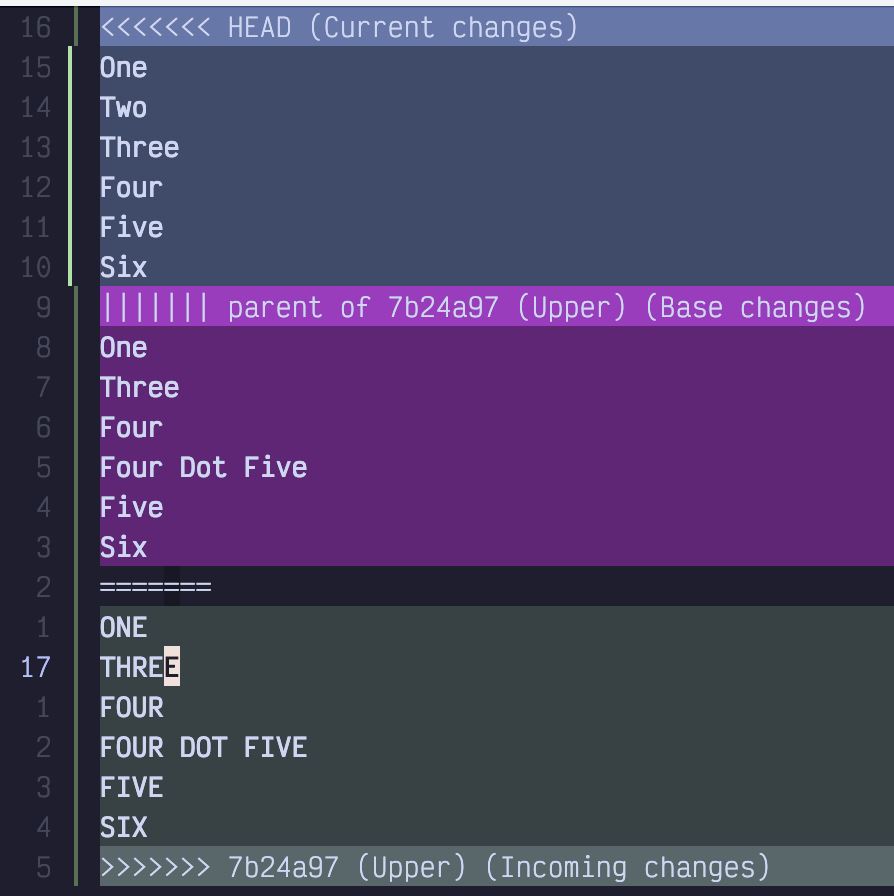 16 <<<<<<< HEAD (Current changes)
15 One
14 Two
13 Three
12 Four
11 Five
10 Six
9 ||||||| parent of 7b24a97 (Upper) (Base changes)
8 One
7 Three
6 Four
5 Four Dot Five
4 Five
3 Six
2 =======
1 ONE
17 THREE
1 FOUR
2 FOUR DOT FIVE
3 FIVE
4 SIX
5 >>>>>>> 7b24a97 (Upper) (Incoming changes)